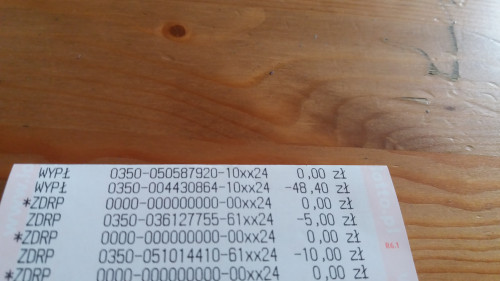 WYPŁ 0350-050587920-10xx24 0,00 zł
WYPŁ 0350-004430864-10xx24 -48,40 zł
*ZDRP 0000-000000000-00xx24 0,00 zł
ZDRP 0350-036127755-61xx24 -5,00 zł
*ZDRP 0000-000000000-00xx24 0,00 zł
ZDRP 0350-051014410-61xx24 -10,00 zł
*ZDRP 0000-000000000-00xx24 0,00 zł